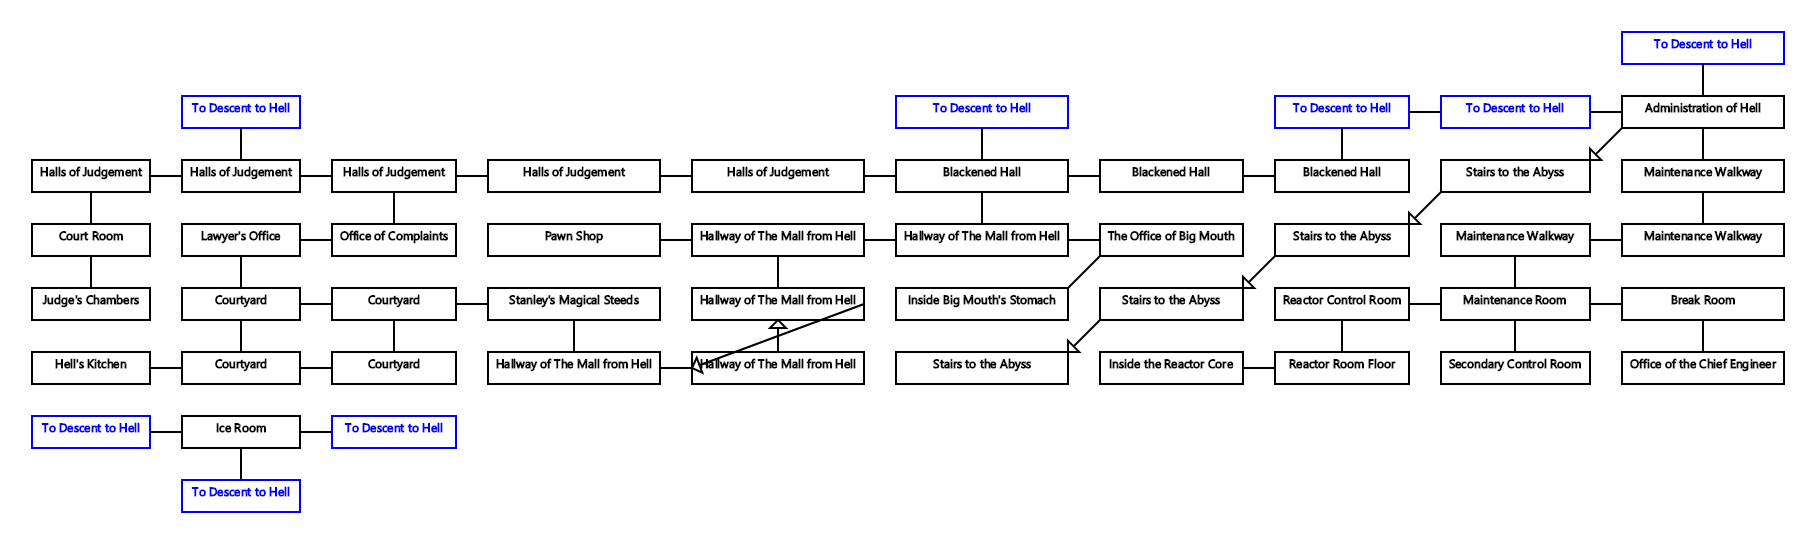 To Descent to Hell
To Descent to Hell
To Descent to Hell
To Descent to Hell
To Descent to Hell
Administration of Hell
Halls of Judgement
Halls of Judgement
Halls of Judgement
Halls of Judgement
Halls of Judgement
Blackened Hall
Blackened Hall
Blackened Hall
Stairs to the Abyss
Maintenance Walkway
Court Room
Lawyer's Office
Office of Complaints
Pawn Shop
Hallway of The Mall from Hell
Hallway of The Mall from Hell
The Office of Big Mouth
Stairs to the Abyss
Maintenance Walkway
Maintenance Walkway
Judge's Chambers
Courtyard
Courtyard
Stanley's Magical Steeds
Hallway of The Mall from Hell
Inside Big Mouth's Stomach
Stairs to the Abyss
Reactor Control Room
Maintenance Room
Break Room
Hell's Kitchen
Courtyard
Courtyard
Hallway of The Mall from Hell
Hallway of The Mall from Hell
Stairs to the Abyss
Inside the Reactor Core
Reactor Room Floor
Secondary Control Room
Office of the Chief Engineer
To Descent to Hell
Ice Room
To Descent to Hell
To Descent to Hell